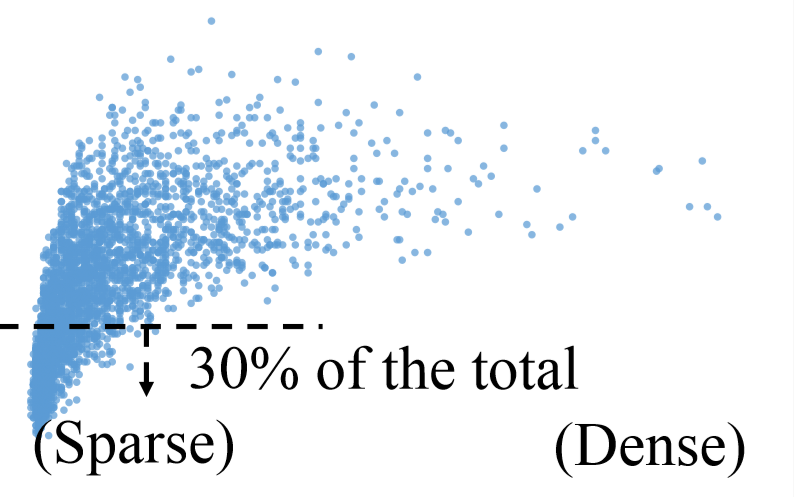 30% of the total
(Sparse)
(Dense)